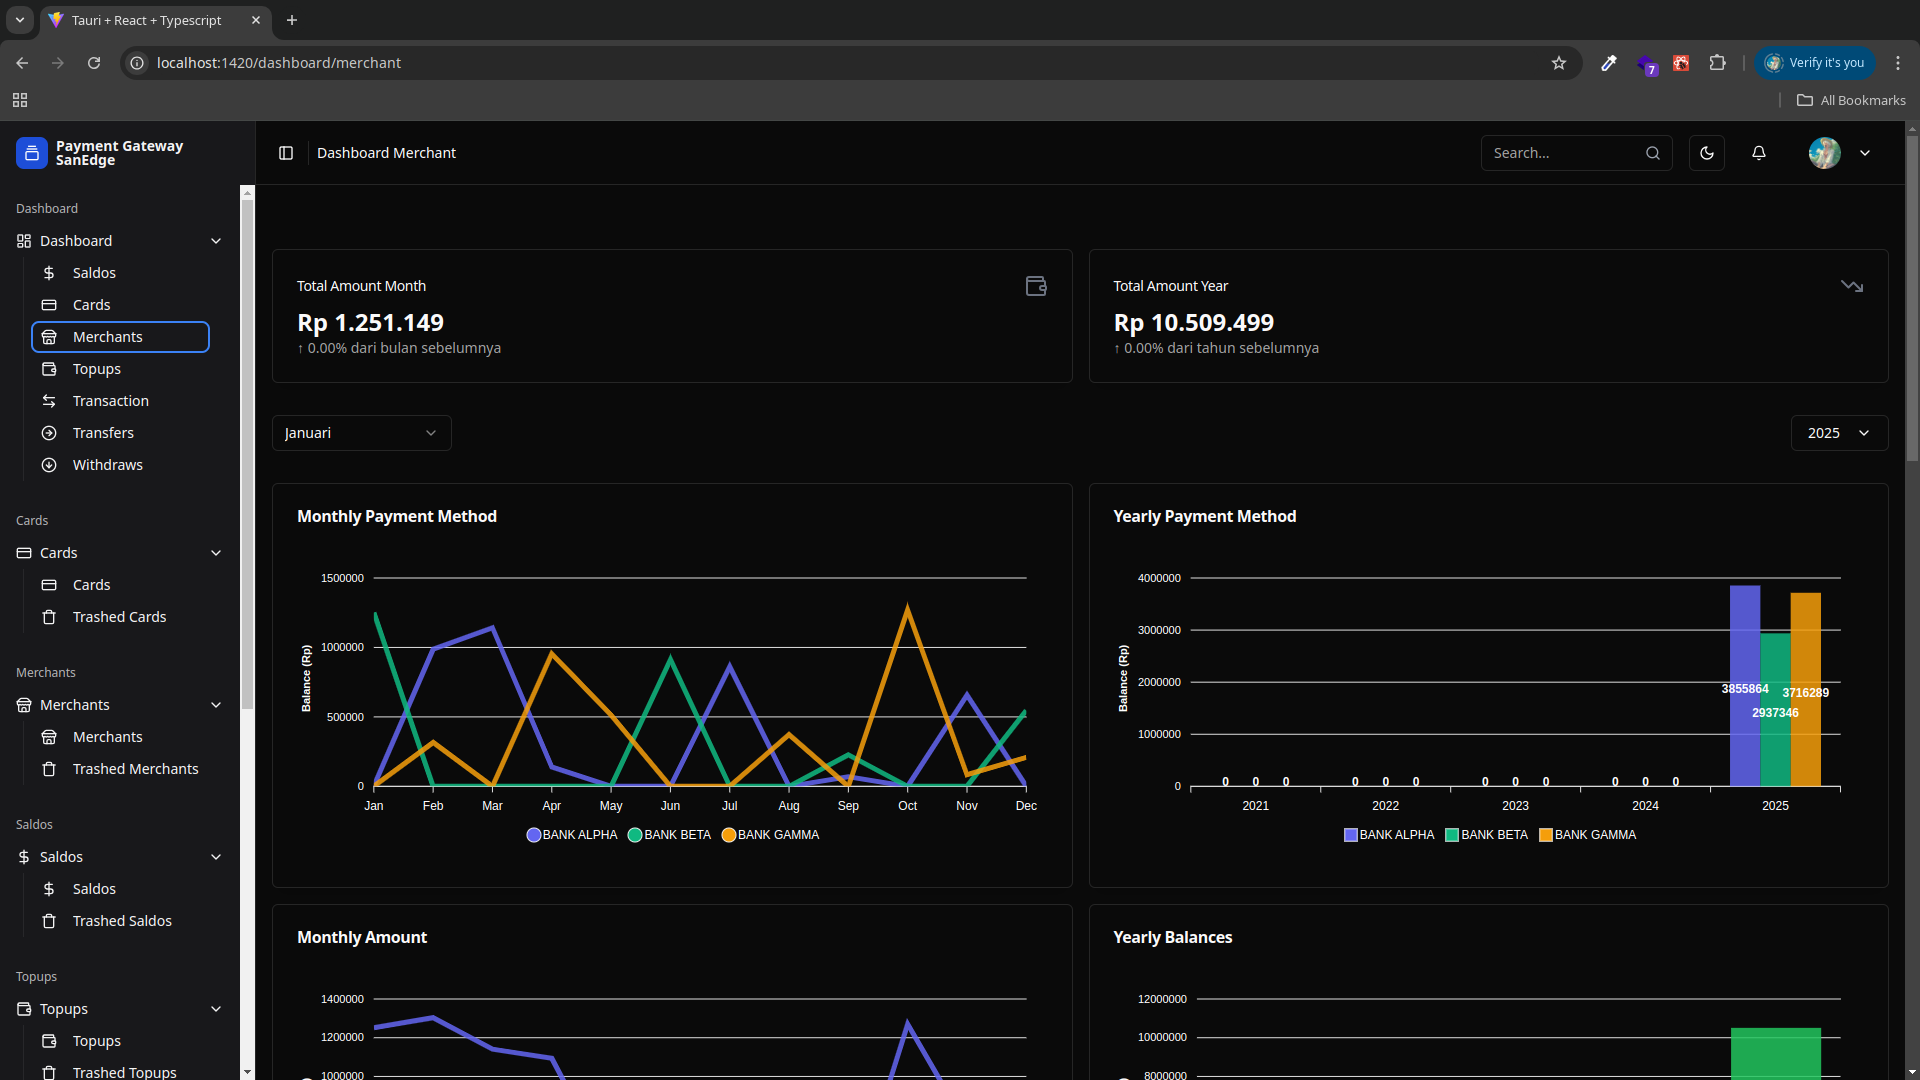 Tauri + React + Typescript
localhost:1420/dashboard/merchant
7
Verify it's you
All Bookmarks
Payment Gateway
SanEdge
Dashboard Merchant
Search...
Dashboard
Dashboard
Saldos
Cards
Merchants
Topups
Transaction
Transfers
Withdraws
Cards
Cards
Cards
Trashed Cards
Merchants
Merchants
Merchants
Trashed Merchants
Saldos
Saldos
Saldos
Trashed Saldos
Topups
Topups
Topups
Trashed Topups
Total Amount Month
Rp 1.251.149
↑ 0.00% dari bulan sebelumnya
Total Amount Year
Rp 10.509.499
↑ 0.00% dari tahun sebelumnya
Januari
2025
Monthly Payment Method
1500000
1000000
500000
0
Balance (Rp)
Jan Feb Mar Apr May Jun Jul Aug Sep Oct Nov Dec
BANK ALPHA BANK BETA BANK GAMMA
Yearly Payment Method
4000000
3000000
2000000
1000000
0
Balance (Rp)
3855864
3716289
2937346
0 0 0 0 0 0 0 0 0 0 0 0
2021 2022 2023 2024 2025
BANK ALPHA BANK BETA BANK GAMMA
Monthly Amount
1400000
1200000
1000000
Yearly Balances
12000000
10000000
8000000